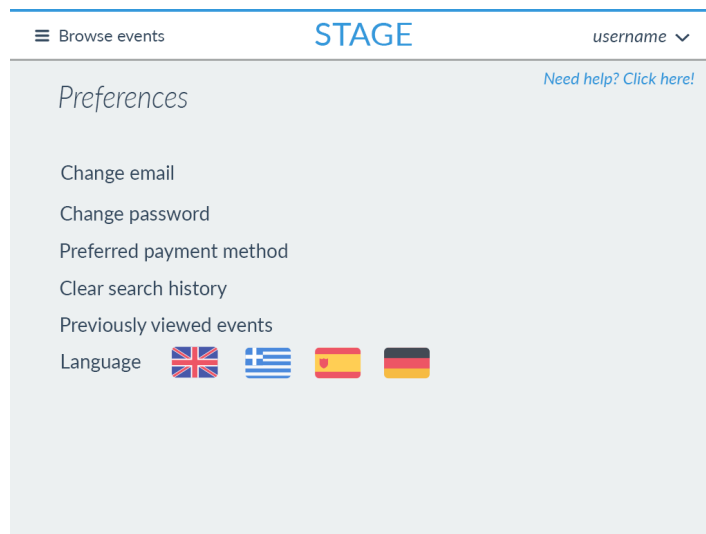 Browse events
STAGE
username
Need help? Click here!
Preferences
Change email
Change password
Preferred payment method
Clear search history
Previously viewed events
Language